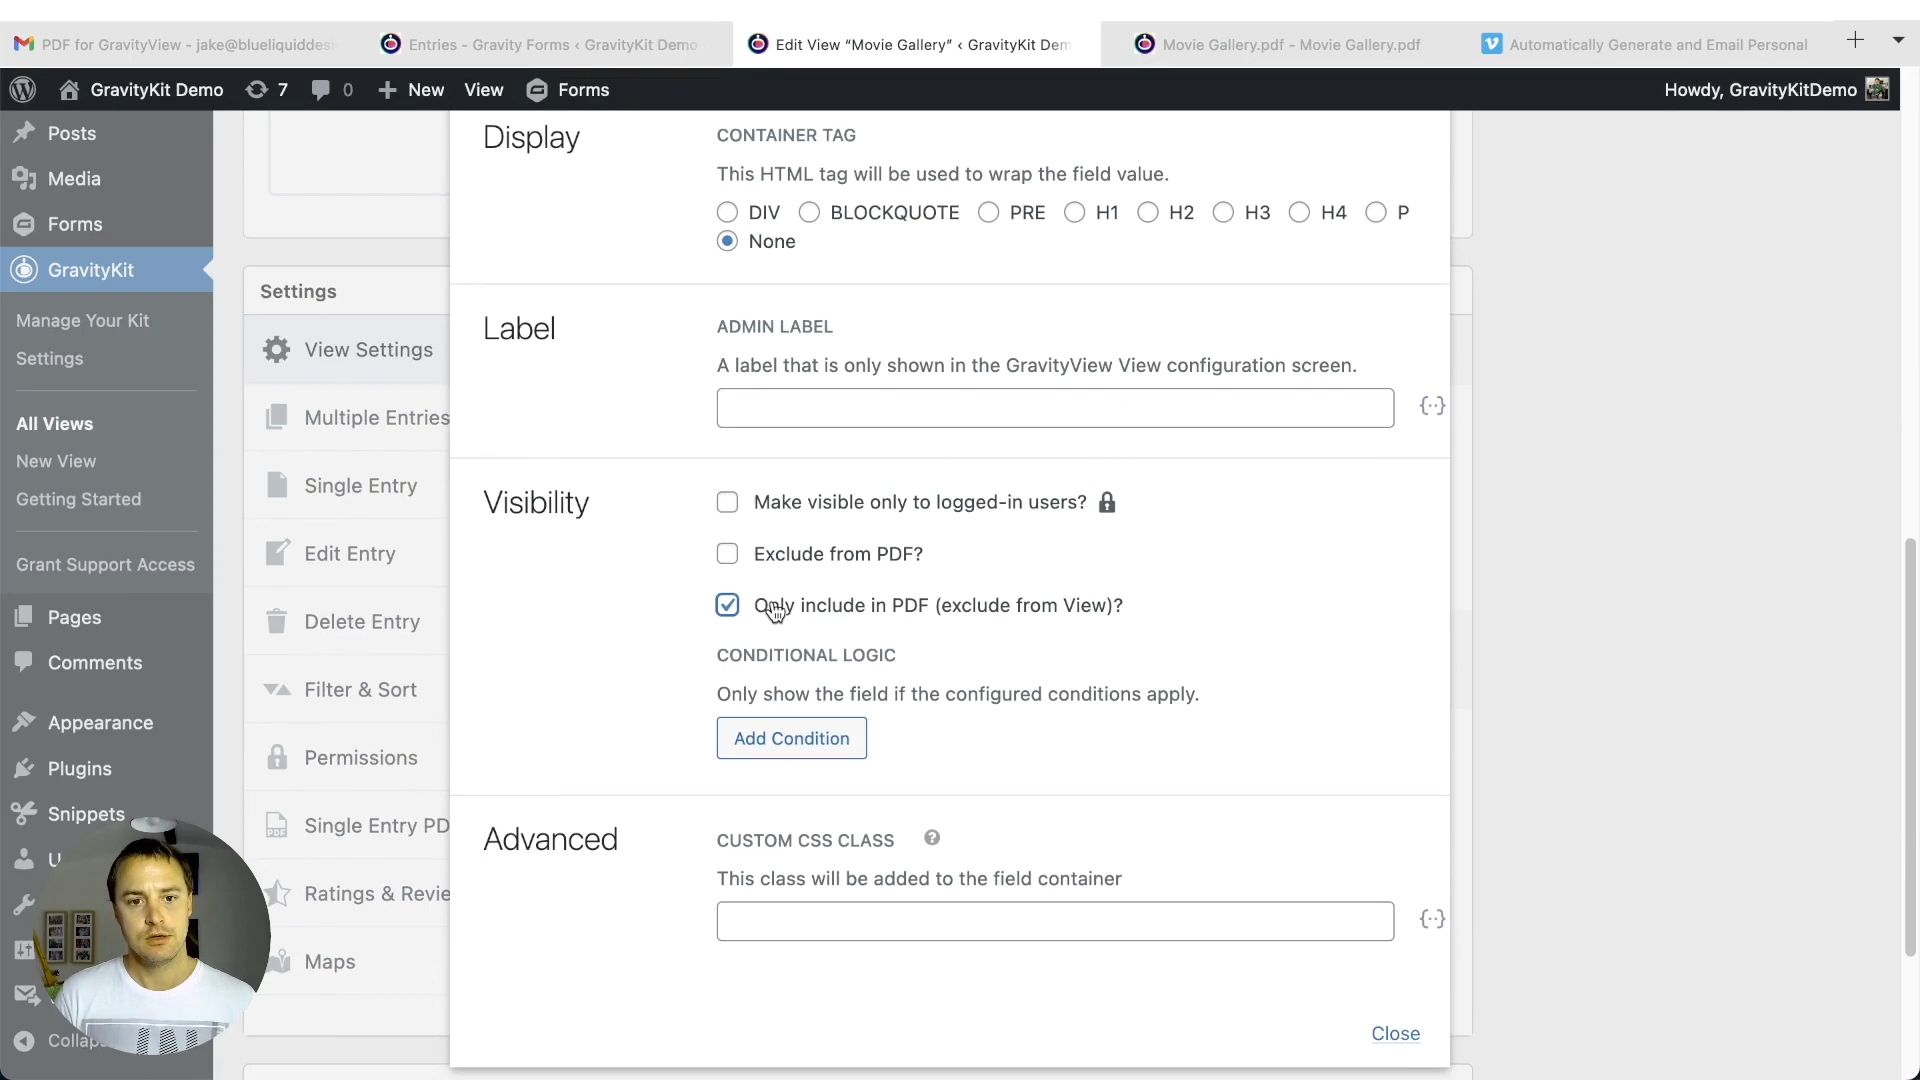 PDF for GravityView - jake@blueliquiddesi
Entries - Gravity Forms ‹ GravityKit Demo
Edit View “Movie Gallery” ‹ GravityKit Dem
Movie Gallery.pdf - Movie Gallery.pdf
Automatically Generate and Email Personal
GravityKit Demo
7
0
New
View
Forms
Howdy, GravityKitDemo
Posts
Media
Forms
GravityKit
Manage Your Kit
Settings
All Views
New View
Getting Started
Grant Support Access
Pages
Comments
Appearance
Plugins
Snippets
U
Collap
Settings
View Settings
Multiple Entries
Single Entry
Edit Entry
Delete Entry
Filter & Sort
Permissions
Single Entry PD
Ratings & Revie
Maps
Display
CONTAINER TAG
This HTML tag will be used to wrap the field value.
DIV BLOCKQUOTE PRE H1 H2 H3 H4 P
None
Label
ADMIN LABEL
A label that is only shown in the GravityView View configuration screen.
Visibility
Make visible only to logged-in users?
Exclude from PDF?
Only include in PDF (exclude from View)?
CONDITIONAL LOGIC
Only show the field if the configured conditions apply.
Add Condition
Advanced
CUSTOM CSS CLASS
This class will be added to the field container
Close